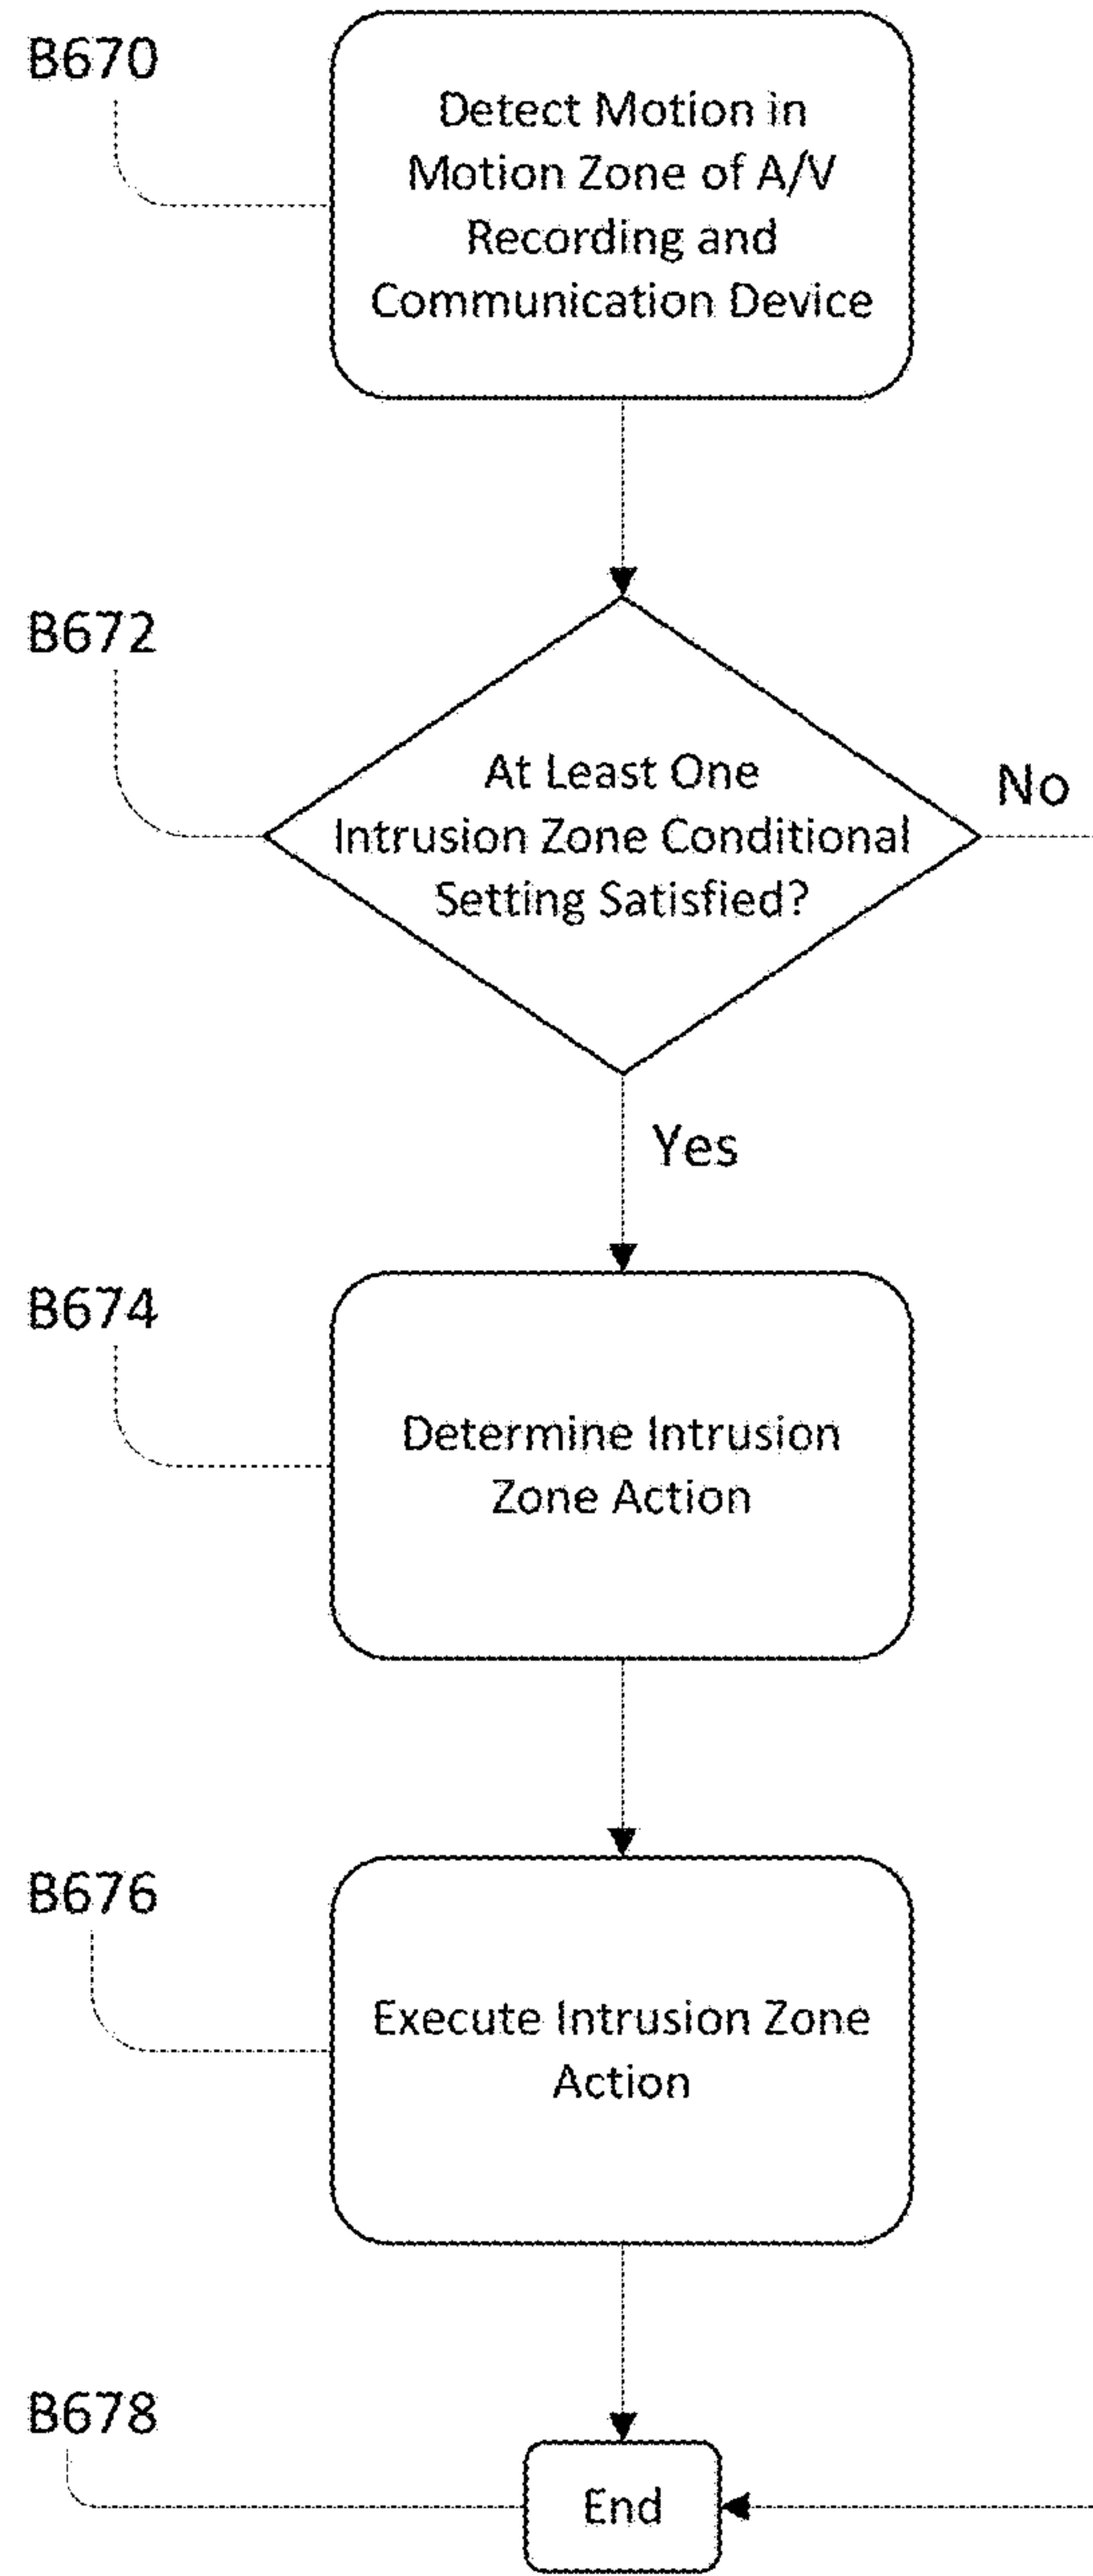 B670
Detect Motion in
Motion Zone of A/V
Recording and
Communication Device
B672
At Least One
Intrusion Zone Conditional
Setting Satisfied?
No
Yes
B674
Determine Intrusion
Zone Action
B676
Execute Intrusion Zone
Action
B678
End